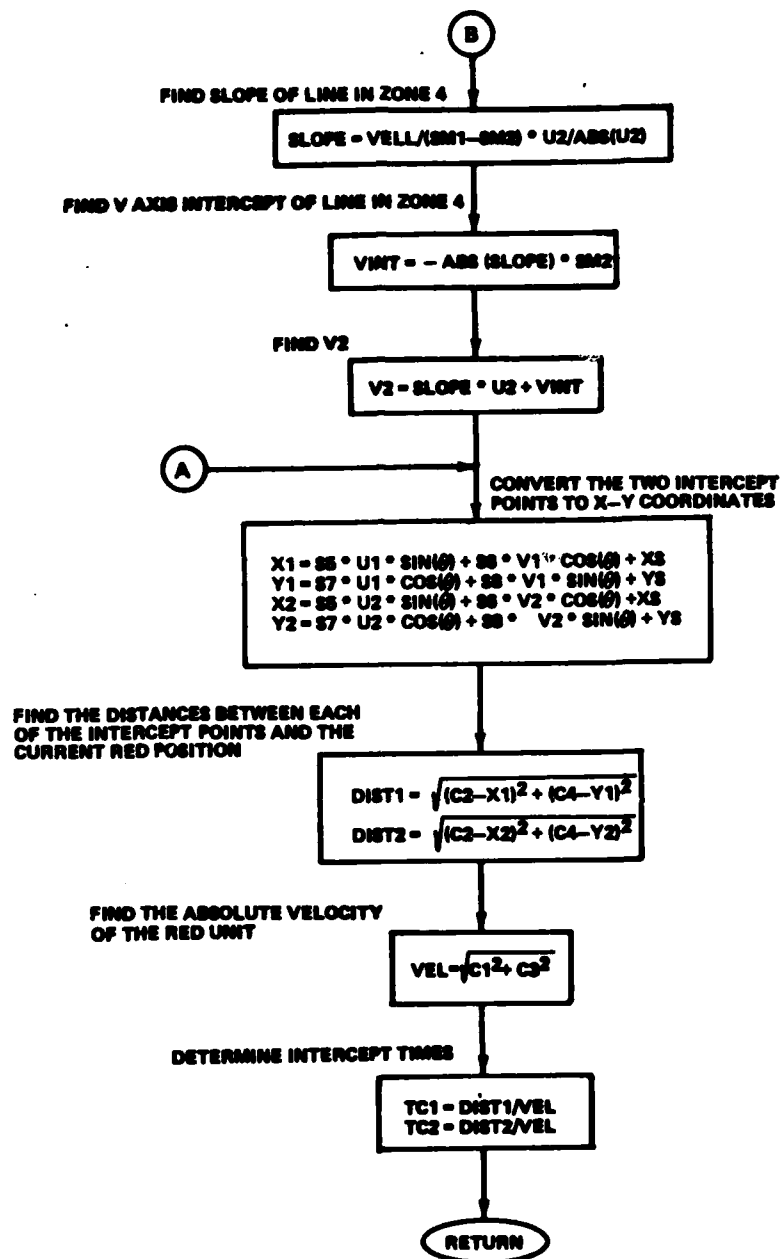 B
FIND SLOPE OF LINE IN ZONE 4
SLOPE = VELL/(SM1-SM2) * U2/ABS(U2)
FIND V AXIS INTERCEPT OF LINE IN ZONE 4
VINT = - ABS (SLOPE) * SM2
FIND V2
V2 = SLOPE * U2 + VINT
A
CONVERT THE TWO INTERCEPT
POINTS TO X-Y COORDINATES
X1 = S5 * U1 * SIN(θ) + S6 * V1 * COS(θ) + XS
Y1 = S7 * U1 * COS(θ) + S8 * V1 * SIN(θ) + YS
X2 = S5 * U2 * SIN(θ) + S6 * V2 * COS(θ) +XS
Y2 = S7 * U2 * COS(θ) + S8 * V2 * SIN(θ) + YS
FIND THE DISTANCES BETWEEN EACH
OF THE INTERCEPT POINTS AND THE
CURRENT RED POSITION
DIST1 = √(C2-X1)² + (C4-Y1)²
DIST2 = √(C2-X2)² + (C4-Y2)²
FIND THE ABSOLUTE VELOCITY
OF THE RED UNIT
VEL=√C1²+ C3²
DETERMINE INTERCEPT TIMES
TC1 = DIST1/VEL
TC2 = DIST2/VEL
RETURN